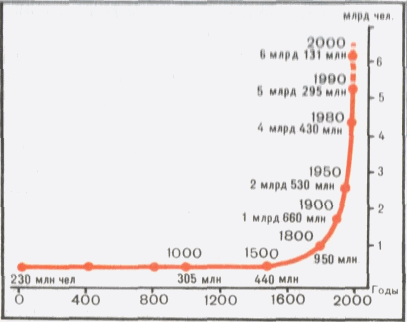 млрд чел.
2000
6 млрд 131 млн
6
1990
5 млрд 295 млн
5
1980
4 млрд 430 млн
4
1950
3
2 млрд 530 млн
1900
2
1 млрд 660 млн
1800
1000
1500
1
950 млн
230 млн чел
305 млн
440 млн
Годы
0
400
800
1200
1600
2000